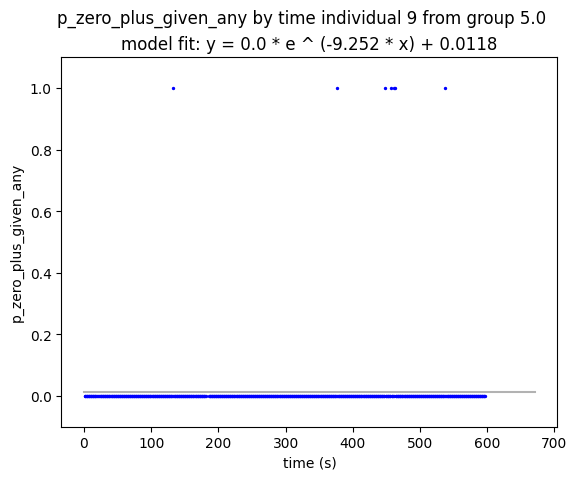 p_zero_plus_given_any by time individual 9 from group 5.0
model fit: y = 0.0 * e ^ (-9.252 * x) + 0.0118
1.0
0.8
0.6
0.4
0.2
0.0
p_zero_plus_given_any
0 100 200 300 400 500 600 700
time (s)